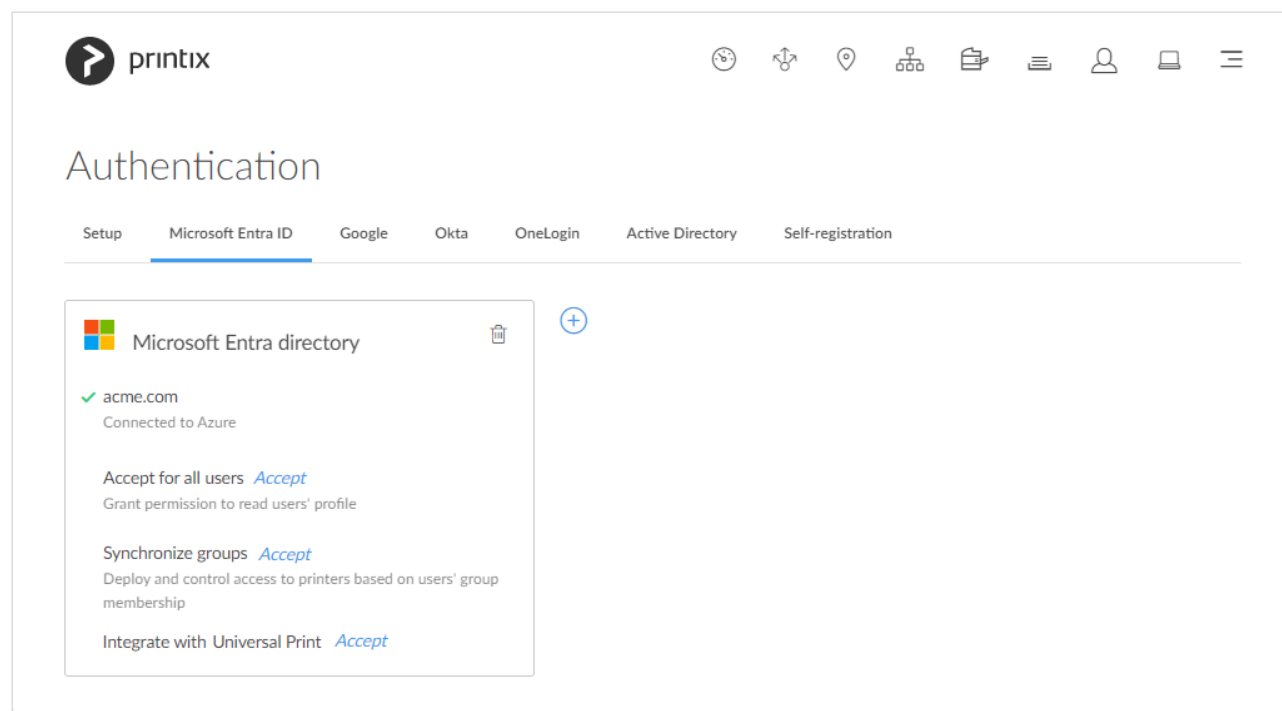 printix
Authentication
Setup Microsoft Entra ID Google Okta OneLogin Active Directory Self-registration
Microsoft Entra directory
acme.com
Connected to Azure
Accept for all users Accept
Grant permission to read users' profile
Synchronize groups Accept
Deploy and control access to printers based on users' group
membership
Integrate with Universal Print Accept